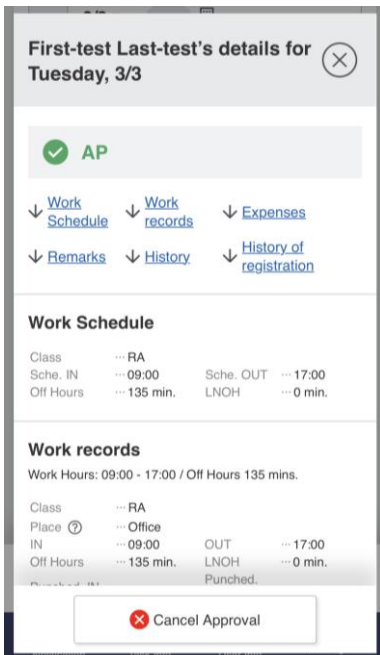 First-test Last-test's details for
Tuesday, 3/3
AP
Work
Schedule
Work
records
Expenses
Remarks
History
History of
registration
Work Schedule
Class ··· RA
Sche. IN ··· 09:00 Sche. OUT ··· 17:00
Off Hours ··· 135 min. LNOH ··· 0 min.
Work records
Work Hours: 09:00 - 17:00 / Off Hours 135 mins.
Class ··· RA
Place ··· Office
IN ··· 09:00 OUT ··· 17:00
Off Hours ··· 135 min. LNOH ··· 0 min.
Punched.
Cancel Approval